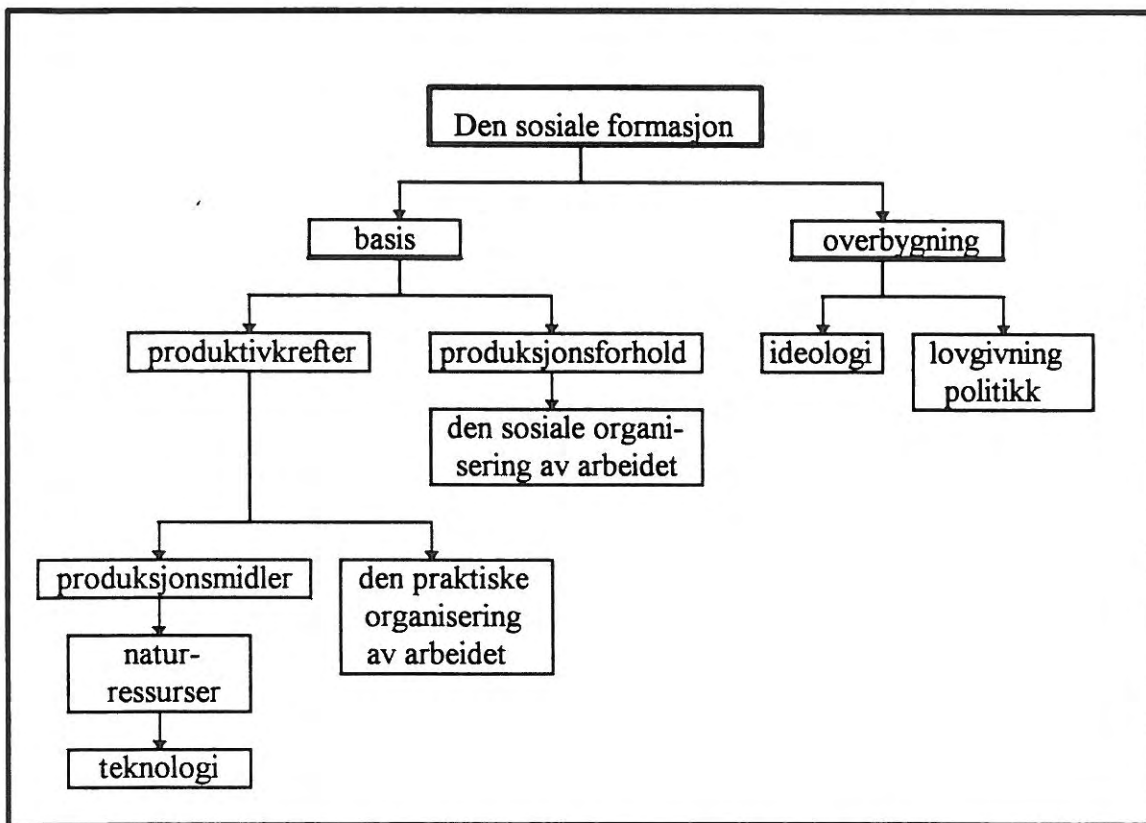 Den sosiale formasjon
basis
overbygning
produktivkrefter
produksjonsforhold
ideologi
lovgivning
politikk
den sosiale organi-
sering av arbeidet
produksjonsmidler
den praktiske
organisering
av arbeidet
natur-
ressurser
teknologi